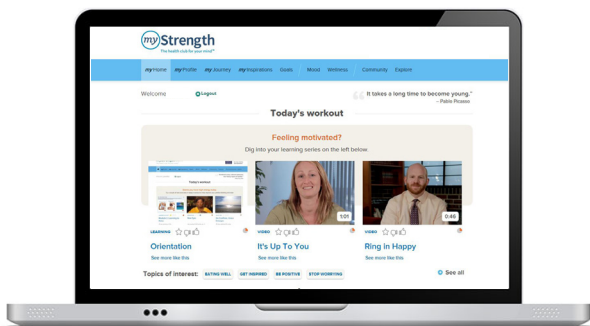 myStrength
The health club for your mind™
myHome myProfile myJourney myInspirations Goals Mood Wellness Community Explore
Welcome Logout
It takes a long time to become young."
– Pablo Picasso
Today's workout
Feeling motivated?
Dig into your learning series on the left below.
Today's workout
1:01
0:46
LEARNING
VIDEO
VIDEO
Orientation
It's Up To You
Ring in Happy
See more like this
See more like this
See more like this
Topics of interest: EATING WELL GET INSPIRED BE POSITIVE STOP WORRYING
See all